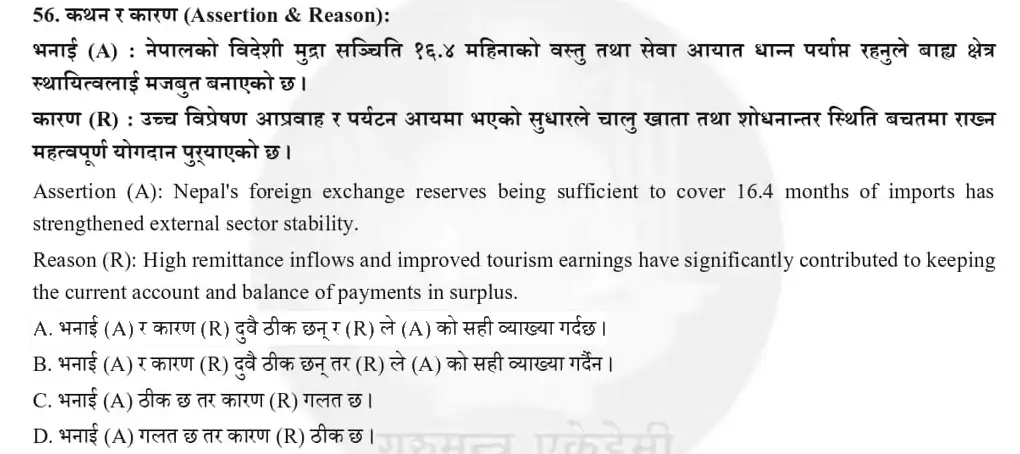 56. कथन र कारण (Assertion & Reason):
भनाई (A) : नेपालको विदेशी मुद्रा सञ्चिति १६.४ महिनाको वस्तु तथा सेवा आयात धान्न पर्याप्त रहनुले बाह्य क्षेत्र
स्थायित्वलाई मजबुत बनाएको छ।
कारण (R) : उच्च विप्रेषण आप्रवाह र पर्यटन आयमा भएको सुधारले चालु खाता तथा शोधनान्तर स्थिति बचतमा राख्न
महत्वपूर्ण योगदान पुर्‍याएको छ।
Assertion (A): Nepal's foreign exchange reserves being sufficient to cover 16.4 months of imports has
strengthened external sector stability.
Reason (R): High remittance inflows and improved tourism earnings have significantly contributed to keeping
the current account and balance of payments in surplus.
A. भनाई (A) र कारण (R) दुवै ठीक छन् र (R) ले (A) को सही व्याख्या गर्दछ।
B. भनाई (A) र कारण (R) दुवै ठीक छन् तर (R) ले (A) को सही व्याख्या गर्दैन।
C. भनाई (A) ठीक छ तर कारण (R) गलत छ।
D. भनाई (A) गलत छ तर कारण (R) ठीक छ।
गुरुमन्त्र एकेडेमी